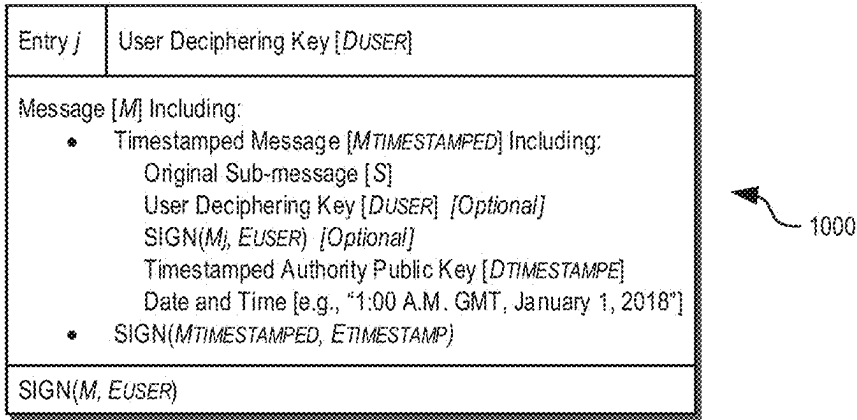 Entry j User Deciphering Key [DUSER]
Message [M] Including:
• Timestamped Message [MTIMESTAMPED] Including:
Original Sub-message [S]
User Deciphering Key [DUSER] [Optional]
SIGN(Mj, EUSER) [Optional]
Timestamped Authority Public Key [DTIMESTAMPE]
Date and Time [e.g., “1:00 A.M. GMT, January 1, 2018”]
• SIGN(MTIMESTAMPED, ETIMESTAMP)
SIGN(M, EUSER)
1000